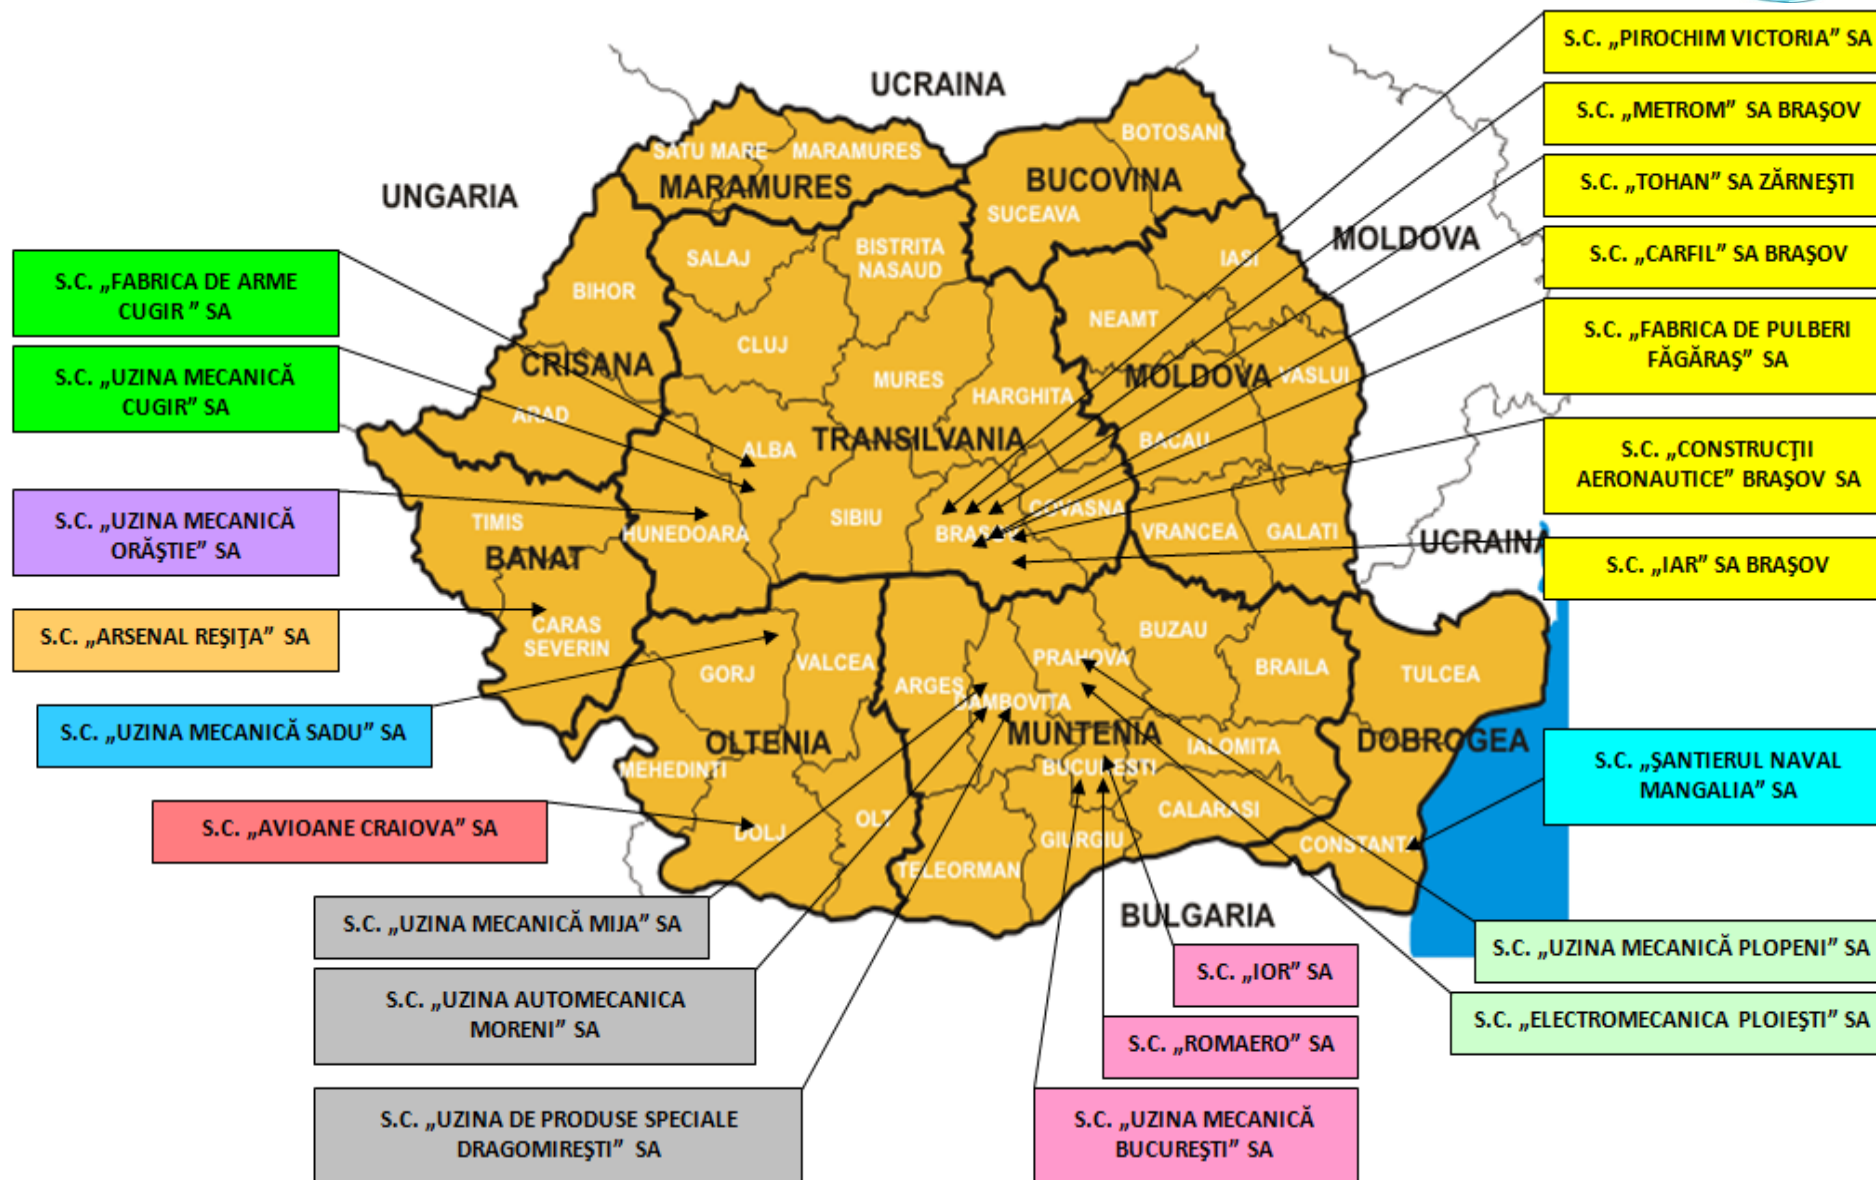 S.C. „PIROCHIM VICTORIA” SA
S.C. „METROM” SA BRAŞOV
S.C. „TOHAN” SA ZĂRNEŞTI
S.C. „CARFIL” SA BRAŞOV
S.C. „FABRICA DE PULBERI
FĂGĂRAŞ” SA
S.C. „CONSTRUCŢII
AERONAUTICE” BRAŞOV SA
S.C. „IAR” SA BRAŞOV
S.C. „ŞANTIERUL NAVAL
MANGALIA” SA
S.C. „UZINA MECANICĂ PLOPENI” SA
S.C. „ELECTROMECANICA PLOIEŞTI” SA
S.C. „FABRICA DE ARME
CUGIR ” SA
S.C. „UZINA MECANICĂ
CUGIR” SA
S.C. „UZINA MECANICĂ
ORĂŞTIE” SA
S.C. „ARSENAL REŞIŢA” SA
S.C. „UZINA MECANICĂ SADU” SA
S.C. „AVIOANE CRAIOVA” SA
S.C. „UZINA MECANICĂ MIJA” SA
S.C. „UZINA AUTOMECANICA
MORENI” SA
S.C. „UZINA DE PRODUSE SPECIALE
DRAGOMIREŞTI” SA
S.C. „IOR” SA
S.C. „ROMAERO” SA
S.C. „UZINA MECANICĂ
BUCUREŞTI” SA
UCRAINA
UNGARIA
MOLDOVA
UCRAINA
BULGARIA
SATU MARE
MARAMURES
MARAMURES
BOTOSANI
BUCOVINA
SUCEAVA
SALAJ
BISTRITA
NASAUD
IASI
BIHOR
NEAMT
CLUJ
CRISANA
MURES
HARGHITA
MOLDOVA
VASLUI
ARAD
ALBA
TRANSILVANIA
BACAU
TIMIS
BANAT
HUNEDOARA
SIBIU
BRASOV
COVASNA
VRANCEA
GALATI
CARAS
SEVERIN
GORJ
VALCEA
ARGEŞ
DAMBOVITA
PRAHOVA
BUZAU
BRAILA
TULCEA
OLTENIA
MUNTENIA
IALOMITA
DOBROGEA
MEHEDINTI
BUCURESTI
CALARASI
DOLJ
OLT
TELEORMAN
GIURGIU
CONSTANTA